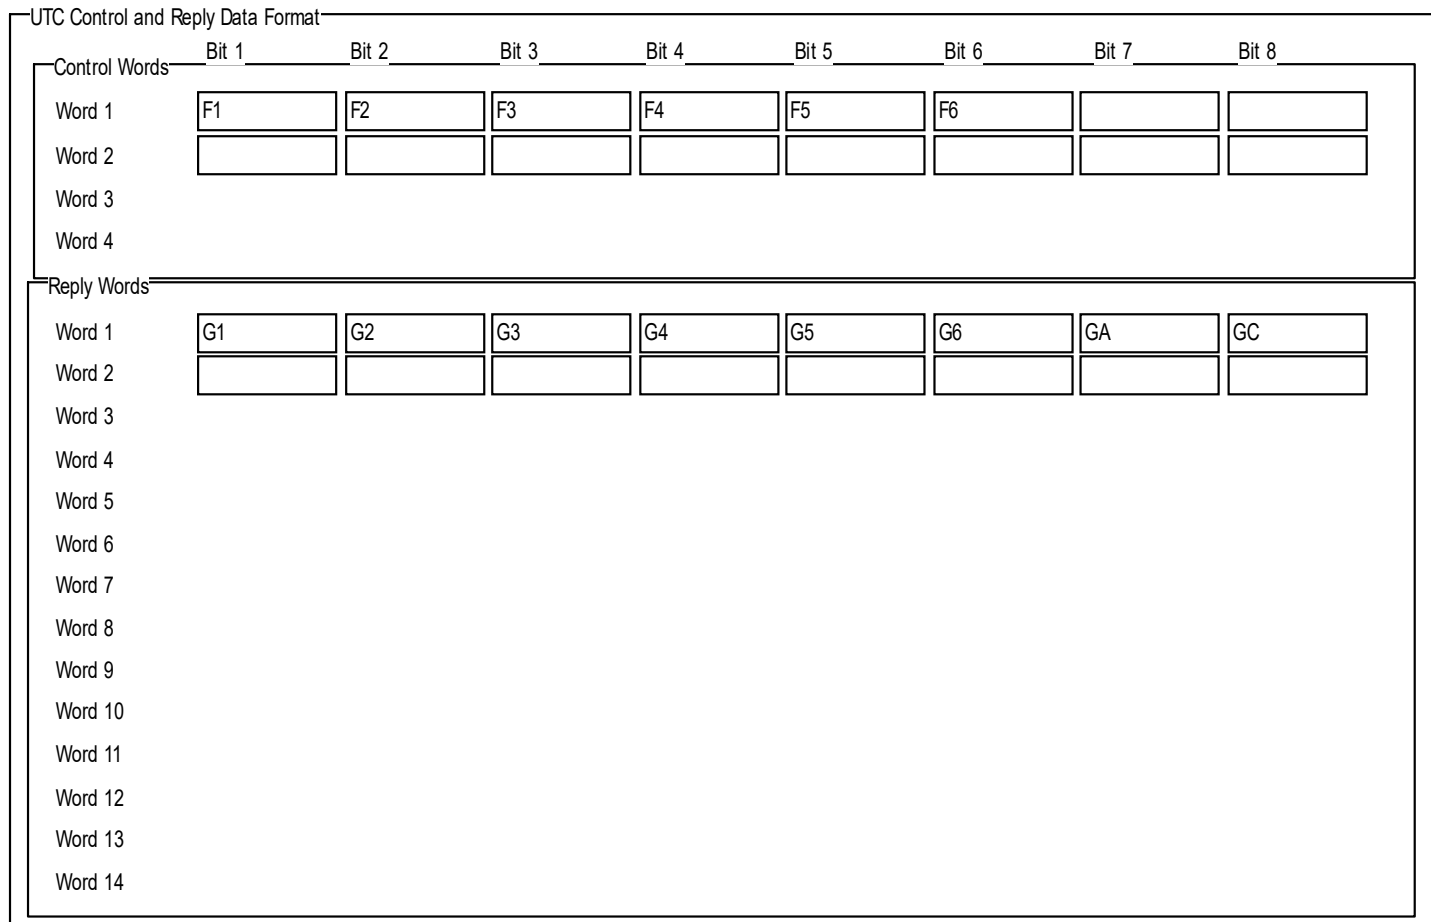 UTC Control and Reply Data Format
Bit 1 Bit 2 Bit 3 Bit 4 Bit 5 Bit 6 Bit 7 Bit 8
Control Words
Word 1 F1 F2 F3 F4 F5 F6
Word 2
Word 3
Word 4
Reply Words
Word 1 G1 G2 G3 G4 G5 G6 GA GC
Word 2
Word 3
Word 4
Word 5
Word 6
Word 7
Word 8
Word 9
Word 10
Word 11
Word 12
Word 13
Word 14